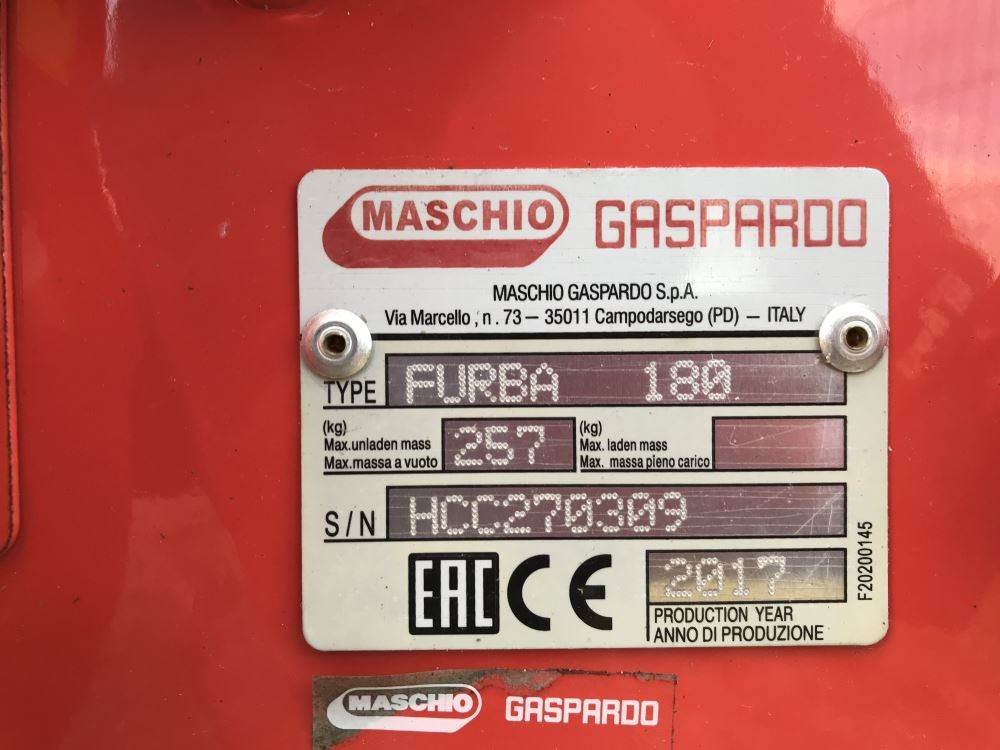 MASCHIO GASPARDO
MASCHIO GASPARDO S.p.A.
Via Marcello , n . 73 – 35011 Campodarsego (PD) – ITALY
TYPE FURBA 180
(kg)
Max.unladen mass
Max.massa a vuoto
257
(kg)
Max. laden mass
Max. massa pieno carico
S/N HCC270309
EAC CE
2017
PRODUCTION YEAR
ANNO DI PRODUZIONE
F20200145
MASCHIO GASPARDO